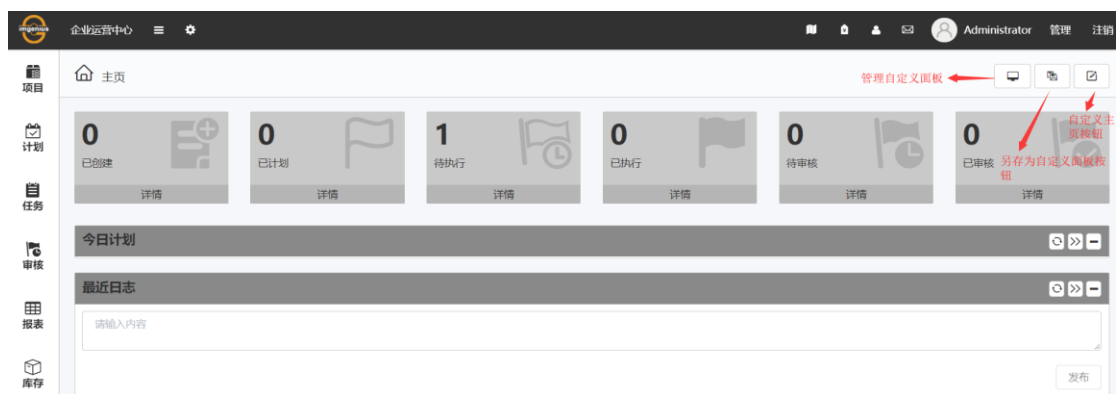 imgenius
企业运营中心
Administrator
管理
注销
项目
主页
管理自定义面板
自定义主
页按钮
另存为自定义面板按
钮
计划
0
已创建
详情
0
已计划
详情
1
待执行
详情
0
已执行
详情
0
待审核
详情
0
已审核
详情
任务
今日计划
审核
最近日志
报表
请输入内容
库存
发布